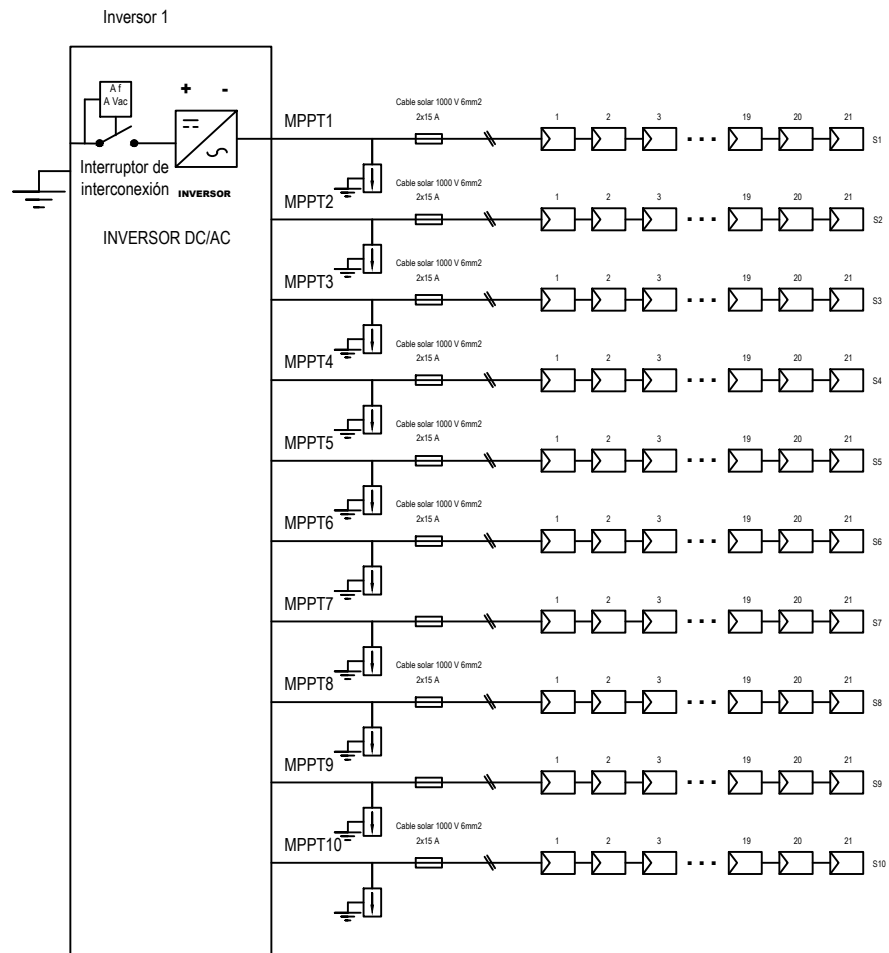 Inversor 1
A f
A Vac
+ -
Interruptor de
interconexión
INVERSOR
INVERSOR DC/AC
MPPT1
Cable solar 1000 V 6mm2
2x15 A
1 2 3 19 20 21
S1
MPPT2
Cable solar 1000 V 6mm2
2x15 A
1 2 3 19 20 21
S2
MPPT3
Cable solar 1000 V 6mm2
2x15 A
1 2 3 19 20 21
S3
MPPT4
Cable solar 1000 V 6mm2
2x15 A
1 2 3 19 20 21
S4
MPPT5
Cable solar 1000 V 6mm2
2x15 A
1 2 3 19 20 21
S5
MPPT6
Cable solar 1000 V 6mm2
2x15 A
1 2 3 19 20 21
S6
MPPT7
1 2 3 19 20 21
S7
MPPT8
Cable solar 1000 V 6mm2
2x15 A
1 2 3 19 20 21
S8
MPPT9
1 2 3 19 20 21
S9
MPPT10
Cable solar 1000 V 6mm2
2x15 A
1 2 3 19 20 21
S10